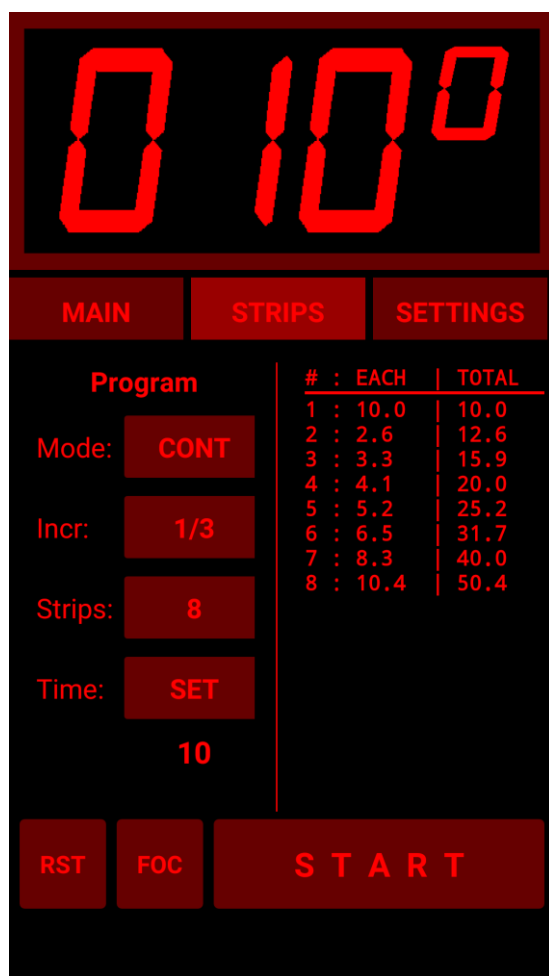 010⁰
MAIN STRIPS SETTINGS
Program
Mode: CONT
Incr: 1/3
Strips: 8
Time: SET
10
# : EACH | TOTAL
1 : 10.0 | 10.0
2 : 2.6 | 12.6
3 : 3.3 | 15.9
4 : 4.1 | 20.0
5 : 5.2 | 25.2
6 : 6.5 | 31.7
7 : 8.3 | 40.0
8 : 10.4 | 50.4
RST FOC START